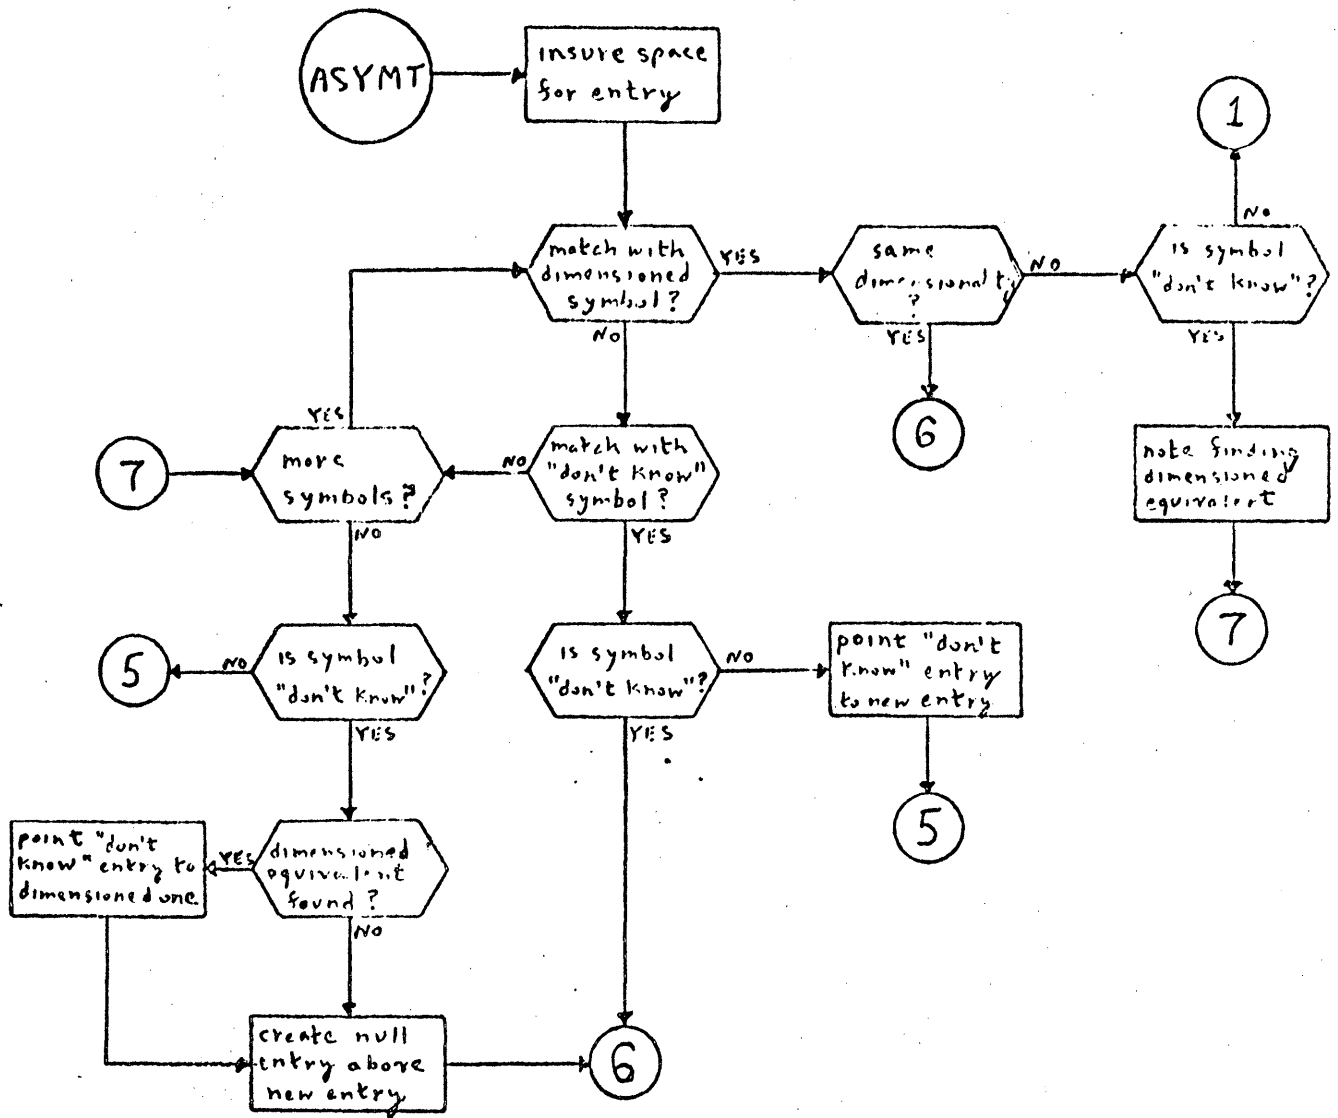 ASYMT
insure space
for entry
1
NO
match with
dimensioned
symbol?
YES
same
dimensionalty
?
NO
is symbol
"don't know"?
NO
YES
YES
6
YES
7
more
symbols?
NO
match with
"don't know"
symbol?
note finding
dimensioned
equivalent
NO
YES
7
5
NO
is symbol
"don't know"?
is symbol
"don't know"?
NO
point "don't
know" entry
to new entry
YES
YES
5
point "don't
know" entry to
dimensioned one
YES
dimensioned
equivalent
found?
NO
create null
entry above
new entry
6